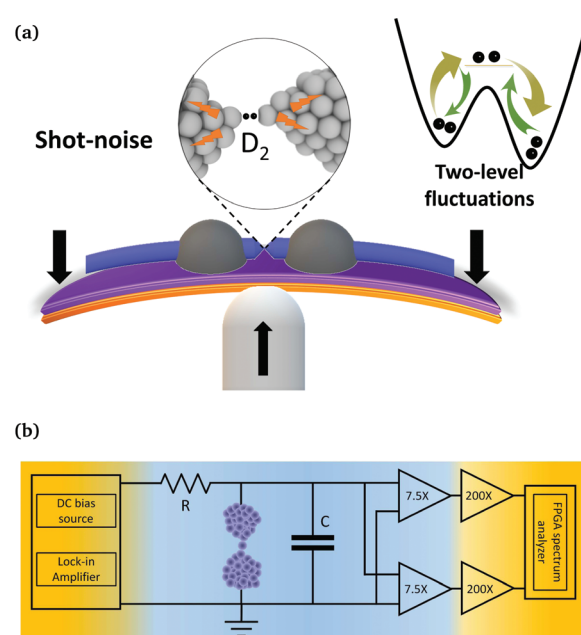 (a)
Shot-noise
D₂
Two-level
fluctuations
(b)
DC bias
source
Lock-in
Amplifier
R
C
7.5X
200X
7.5X
200X
FPGA spectrum
analyzer